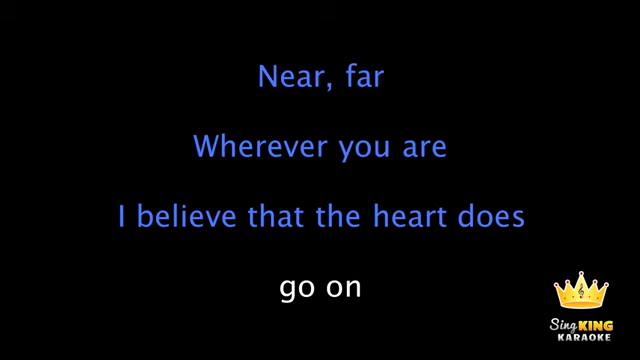 Near, far
Wherever you are
I believe that the heart does
go on
Sing KING
KARAOKE